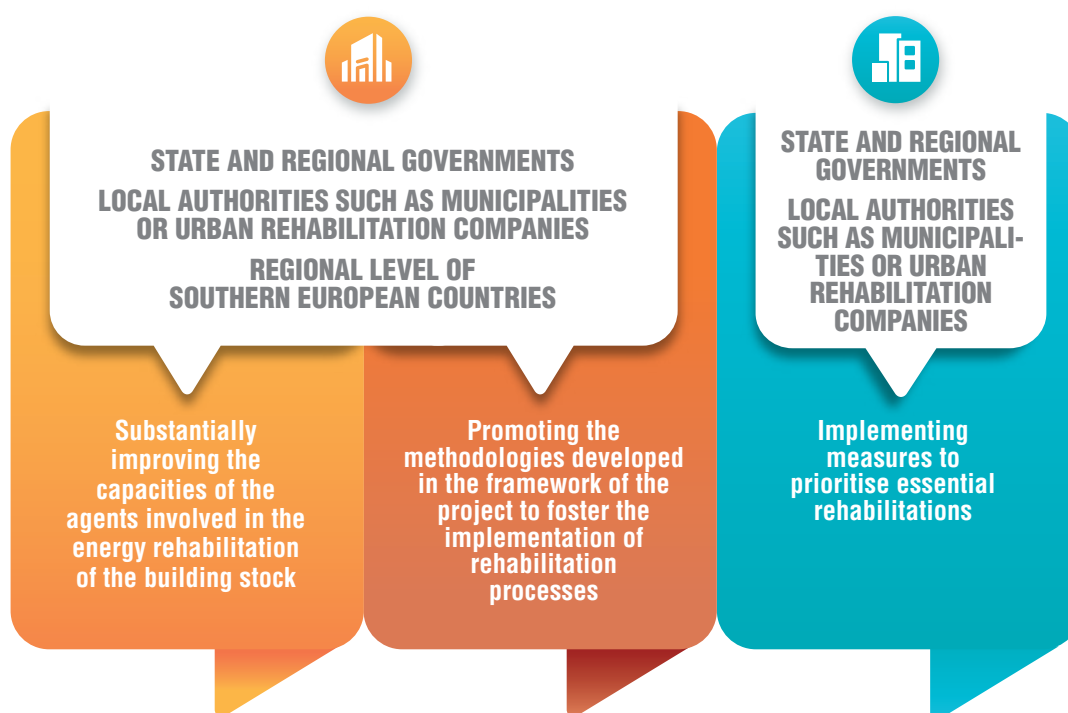 STATE AND REGIONAL GOVERNMENTS
LOCAL AUTHORITIES SUCH AS MUNICIPALITIES
OR URBAN REHABILITATION COMPANIES
REGIONAL LEVEL OF
SOUTHERN EUROPEAN COUNTRIES
Substantially
improving the
capacities of the
agents involved in the
energy rehabilitation
of the building stock
Promoting the
methodologies developed
in the framework of the
project to foster the
implementation of
rehabilitation
processes
STATE AND REGIONAL
GOVERNMENTS
LOCAL AUTHORITIES
SUCH AS MUNICIPALI-
TIES OR URBAN
REHABILITATION
COMPANIES
Implementing
measures to
prioritise essential
rehabilitations